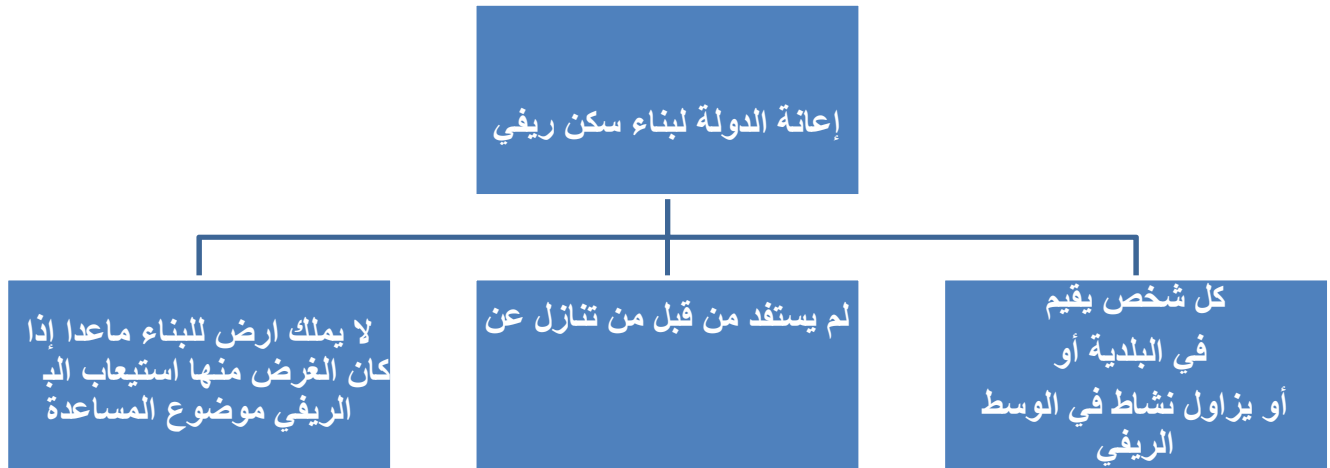 إعانة الدولة لبناء سكن ريفي
كل شخص يقيم
في البلدية أو
أو يزاول نشاط في الوسط
الريفي
لم يستفد من قبل من تنازل عن
لا يملك ارض للبناء ماعدا إذا
كان الغرض منها استيعاب
الريفي موضوع المساعدة